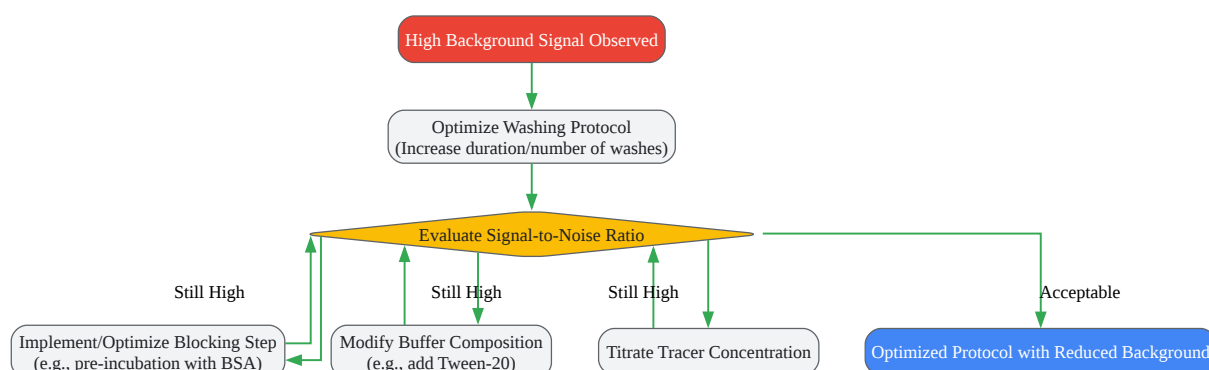 High Background Signal Observed
Optimize Washing Protocol
(Increase duration/number of washes)
Evaluate Signal-to-Noise Ratio
Still High
Still High
Still High
Acceptable
Implement/Optimize Blocking Step
(e.g., pre-incubation with BSA)
Modify Buffer Composition
(e.g., add Tween-20)
Titrate Tracer Concentration
Optimized Protocol with Reduced Background